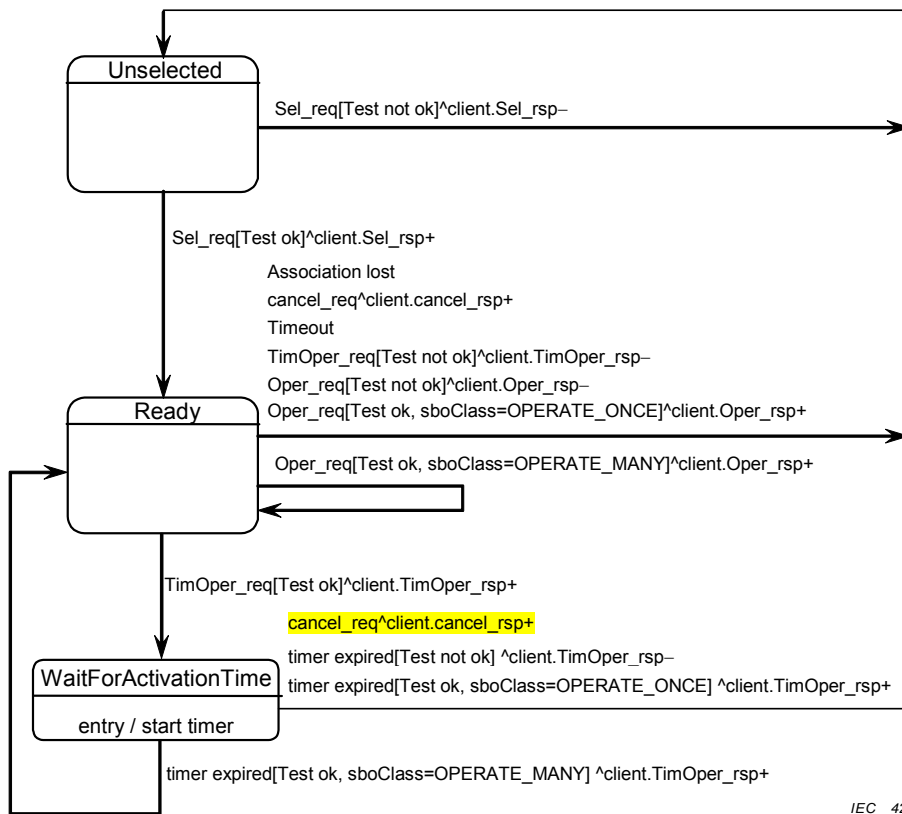 Unselected
Sel_req[Test not ok]^client.Sel_rsp–
Sel_req[Test ok]^client.Sel_rsp+
Association lost
cancel_req^client.cancel_rsp+
Timeout
TimOper_req[Test not ok]^client.TimOper_rsp–
Oper_req[Test not ok]^client.Oper_rsp–
Ready
Oper_req[Test ok, sboClass=OPERATE_ONCE]^client.Oper_rsp+
Oper_req[Test ok, sboClass=OPERATE_MANY]^client.Oper_rsp+
TimOper_req[Test ok]^client.TimOper_rsp+
cancel_req^client.cancel_rsp+
timer expired[Test not ok] ^client.TimOper_rsp–
WaitForActivationTime
timer expired[Test ok, sboClass=OPERATE_ONCE] ^client.TimOper_rsp+
entry / start timer
timer expired[Test ok, sboClass=OPERATE_MANY] ^client.TimOper_rsp+
IEC 42